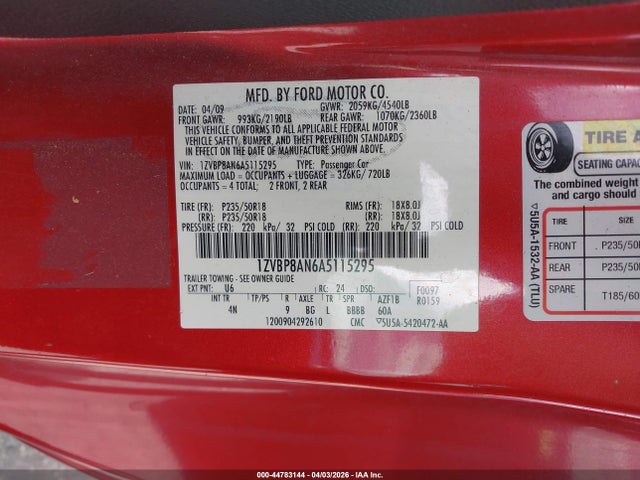 MFD. BY FORD MOTOR CO.
DATE: 04/09 GVWR: 2059KG/4540LB
FRONT GAWR: 993KG/2190LB REAR GAWR: 1070KG/2360LB
THIS VEHICLE CONFORMS TO ALL APPLICABLE FEDERAL MOTOR
VEHICLE SAFETY, BUMPER, AND THEFT PREVENTION STANDARDS
IN EFFECT ON THE DATE OF MANUFACTURE SHOWN ABOVE.
VIN: 1ZVBP8AN6A5115295 TYPE: Passenger Car
MAXIMUM LOAD = OCCUPANTS + LUGGAGE = 326KG/720LB
OCCUPANTS = 4 TOTAL; 2 FRONT, 2 REAR
TIRE (FR): P235/50R18 RIMS (FR): 18X8.0J
(RR): P235/50R18 (RR): 18X8.0J
PRESSURE (FR): 220 kPa/ 32 PSI COLD (RR): 220 kPa/ 32 PSI COLD
1ZVBP8AN6A5115295
TRAILER TOWING - SEE OWNER GUIDE
EXT PNT: U6 RC: 24 DSO: F0097
R0159
INT TR TP/PS R AXLE TR SPR AZF1B
4N 9 BG L BBBB 60A
1200904292610 CMC ▽5U5A-5420472-AA
TIRE A
SEATING CAPAC
The combined weight
and cargo should
TIRE SIZE
FRONT P235/50
REAR P235/50
SPARE T185/60
▽5U5A-1532-AA (TLU)
000-44783144 - 04/03/2026 - IAA Inc.